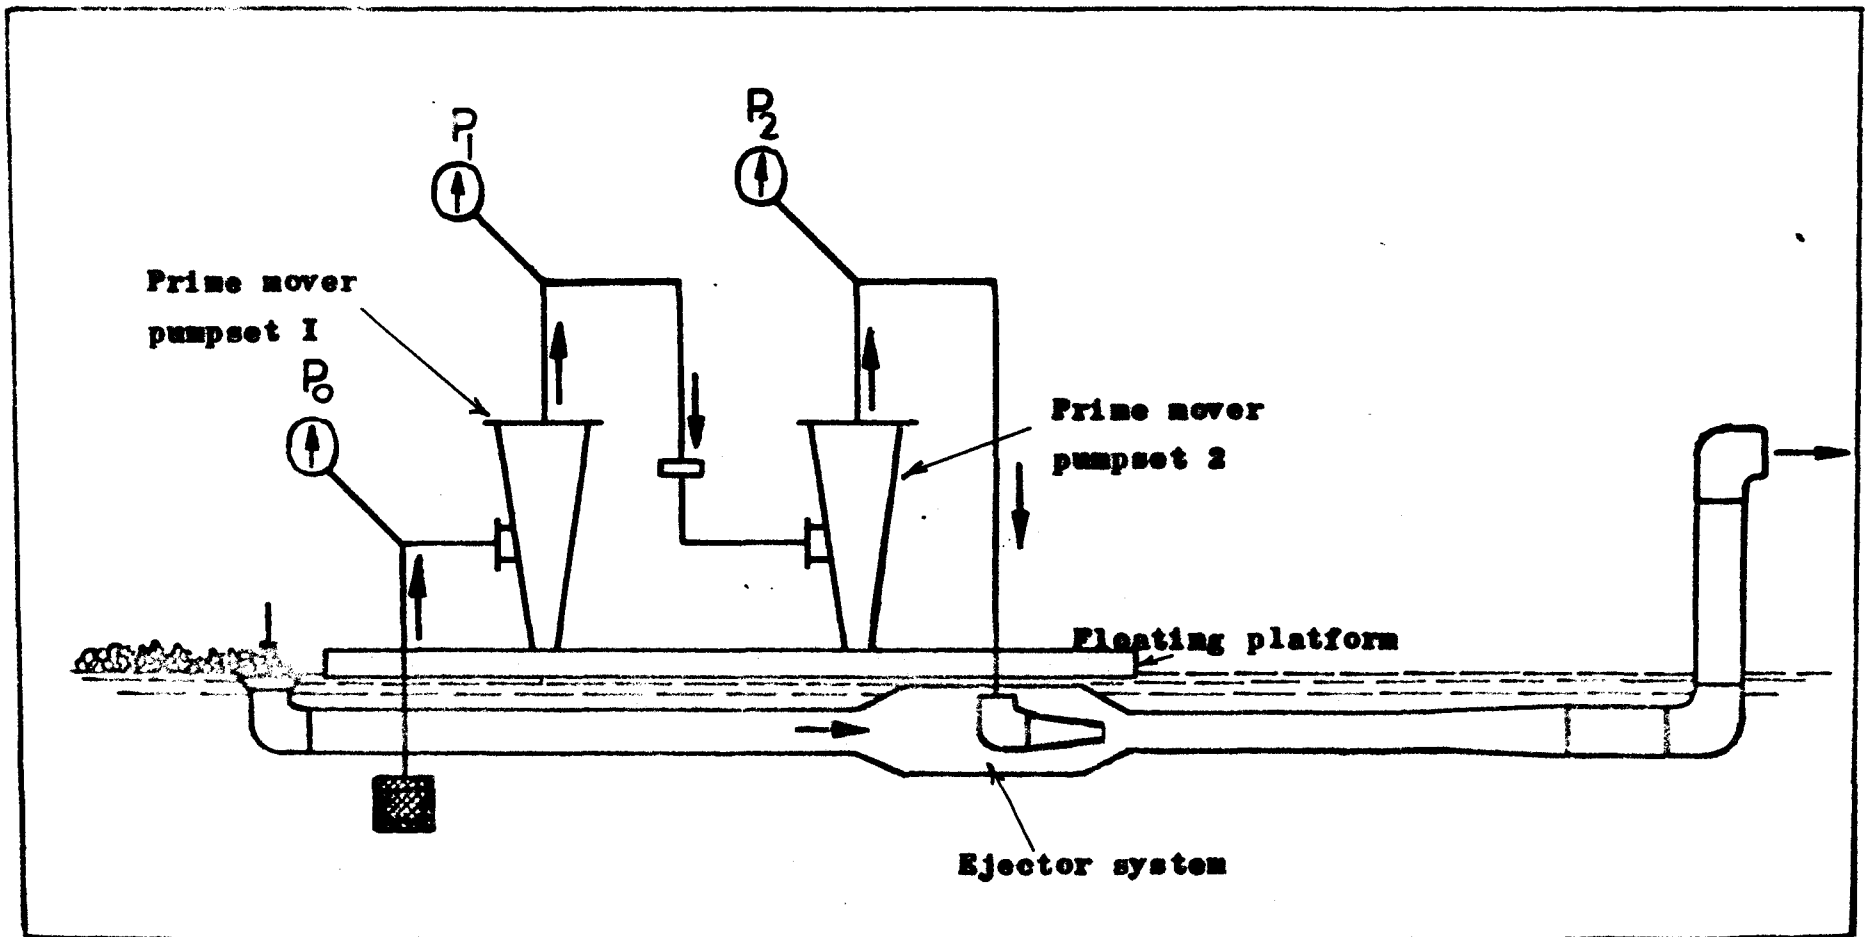 P1
P2
Prime mover
pumpset I
Po
Prime mover
pumpset 2
Floating platform
Ejector system